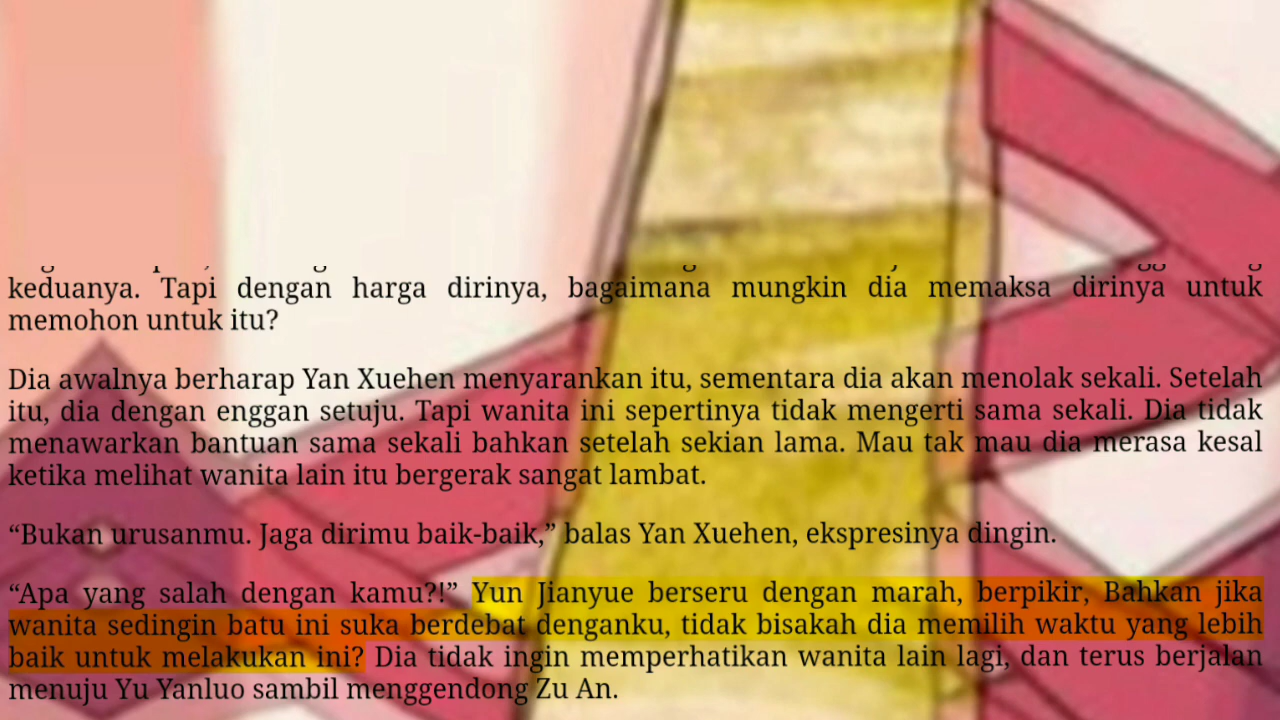 keduanya. Tapi dengan harga dirinya, bagaimana mungkin dia memaksa dirinya untuk
memohon untuk itu?
Dia awalnya berharap Yan Xuehen menyarankan itu, sementara dia akan menolak sekali. Setelah
itu, dia dengan enggan setuju. Tapi wanita ini sepertinya tidak mengerti sama sekali. Dia tidak
menawarkan bantuan sama sekali bahkan setelah sekian lama. Mau tak mau dia merasa kesal
ketika melihat wanita lain itu bergerak sangat lambat.
“Bukan urusanmu. Jaga dirimu baik-baik,” balas Yan Xuehen, ekspresinya dingin.
“Apa yang salah dengan kamu?!” Yun Jianyue berseru dengan marah, berpikir, Bahkan jika
wanita sedingin batu ini suka berdebat denganku, tidak bisakah dia memilih waktu yang lebih
baik untuk melakukan ini? Dia tidak ingin memperhatikan wanita lain lagi, dan terus berjalan
menuju Yu Yanluo sambil menggendong Zu An.